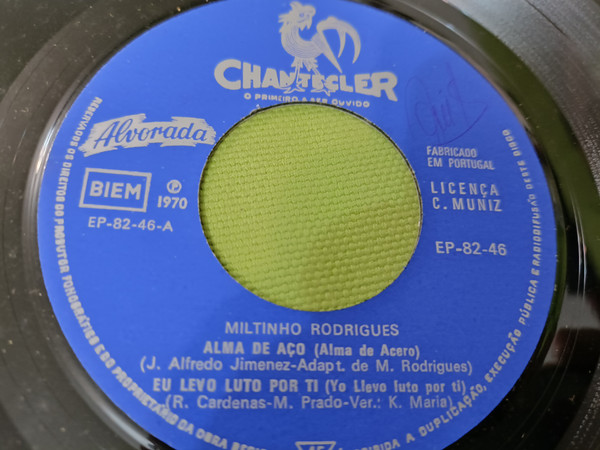 CHANTECLER
O PRIMEIRO A SER OUVIDO
Alvorada
BIEM
℗
1970
EP-82-46-A
FABRICADO
EM PORTUGAL
LICENÇA
C. MUNIZ
EP-82-46
MILTINHO RODRIGUES
ALMA DE AÇO (Alma de Acero)
(J. Alfredo Jimenez-Adapt. de M. Rodrigues)
EU LEVO LUTO POR TI (Yo Llevo luto por ti)
(R. Cardenas-M. Prado-Ver.: K. Maria)
45
RESERVADOS OS DIREITOS DO PRODUTOR FONOGRÁFICO E DO PROPRIETÁRIO DA OBRA
A DUPLICAÇÃO, EXECUÇÃO PÚBLICA E RADIODIFUSÃO DESTE DISCO